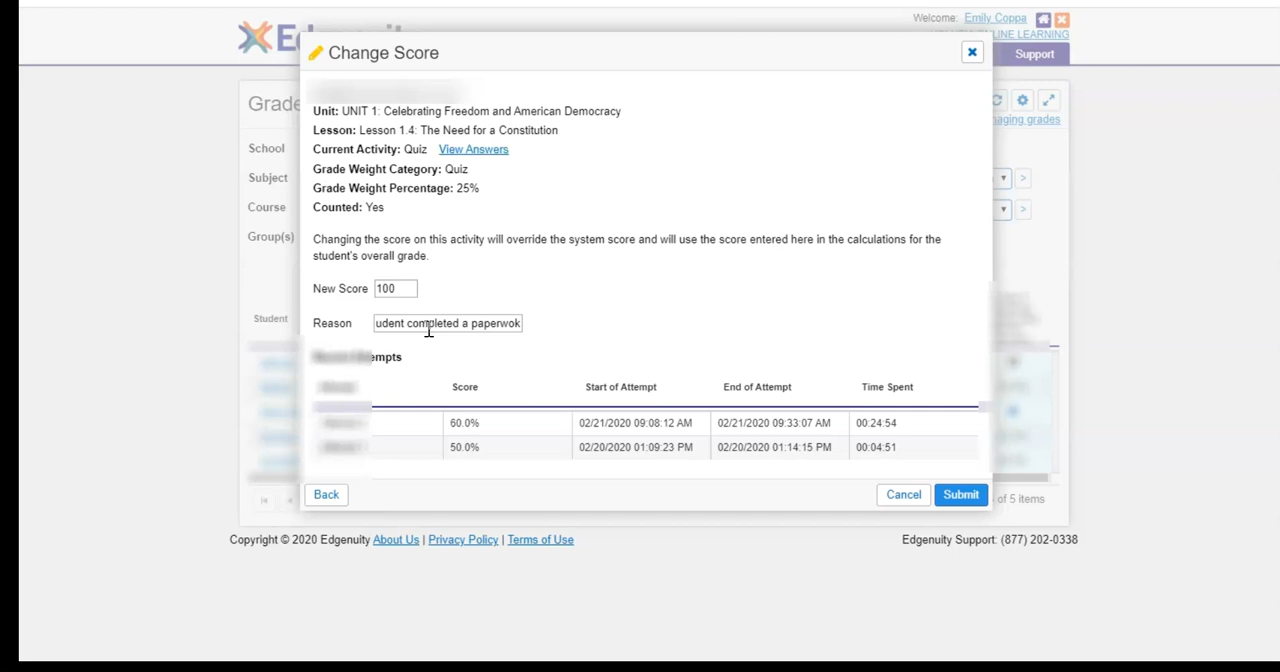 Welcome: Emily Coppa
LINE LEARNING
Support
Change Score
Grade
Unit: UNIT 1: Celebrating Freedom and American Democracy
Lesson: Lesson 1.4: The Need for a Constitution
Current Activity: Quiz View Answers
Grade Weight Category: Quiz
Grade Weight Percentage: 25%
Counted: Yes
aging grades
School
Subject
Course
Group(s)
Changing the score on this activity will override the system score and will use the score entered here in the calculations for the
student's overall grade.
New Score 100
Reason udent completed a paperwok
Student
empts
Score Start of Attempt End of Attempt Time Spent
60.0% 02/21/2020 09:08:12 AM 02/21/2020 09:33:07 AM 00:24:54
50.0% 02/20/2020 01:09:23 PM 02/20/2020 01:14:15 PM 00:04:51
Back Cancel Submit
of 5 items
Copyright © 2020 Edgenuity About Us | Privacy Policy | Terms of Use Edgenuity Support: (877) 202-0338